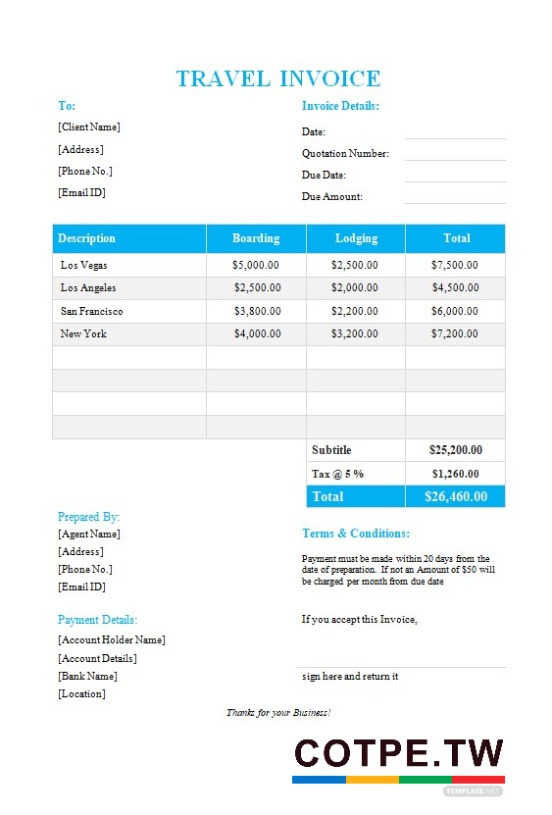 TRAVEL INVOICE
To:
[Client Name]
[Address]
[Phone No.]
[Email ID]
Invoice Details:
Date:
Quotation Number:
Due Date:
Due Amount:
Description Boarding Lodging Total
Los Vegas $5,000.00 $2,500.00 $7,500.00
Los Angeles $2,500.00 $2,000.00 $4,500.00
San Francisco $3,800.00 $2,200.00 $6,000.00
New York $4,000.00 $3,200.00 $7,200.00
Subtitle $25,200.00
Tax @ 5 % $1,260.00
Total $26,460.00
Prepared By:
[Agent Name]
[Address]
[Phone No.]
[Email ID]
Terms & Conditions:
Payment must be made within 20 days from the
date of preparation. If not an Amount of $50 will
be charged per month from due date
Payment Details:
[Account Holder Name]
[Account Details]
[Bank Name]
[Location]
If you accept this Invoice,
sign here and return it
Thanks for your Business!
COTPE.TW
TEMPLATE.NET